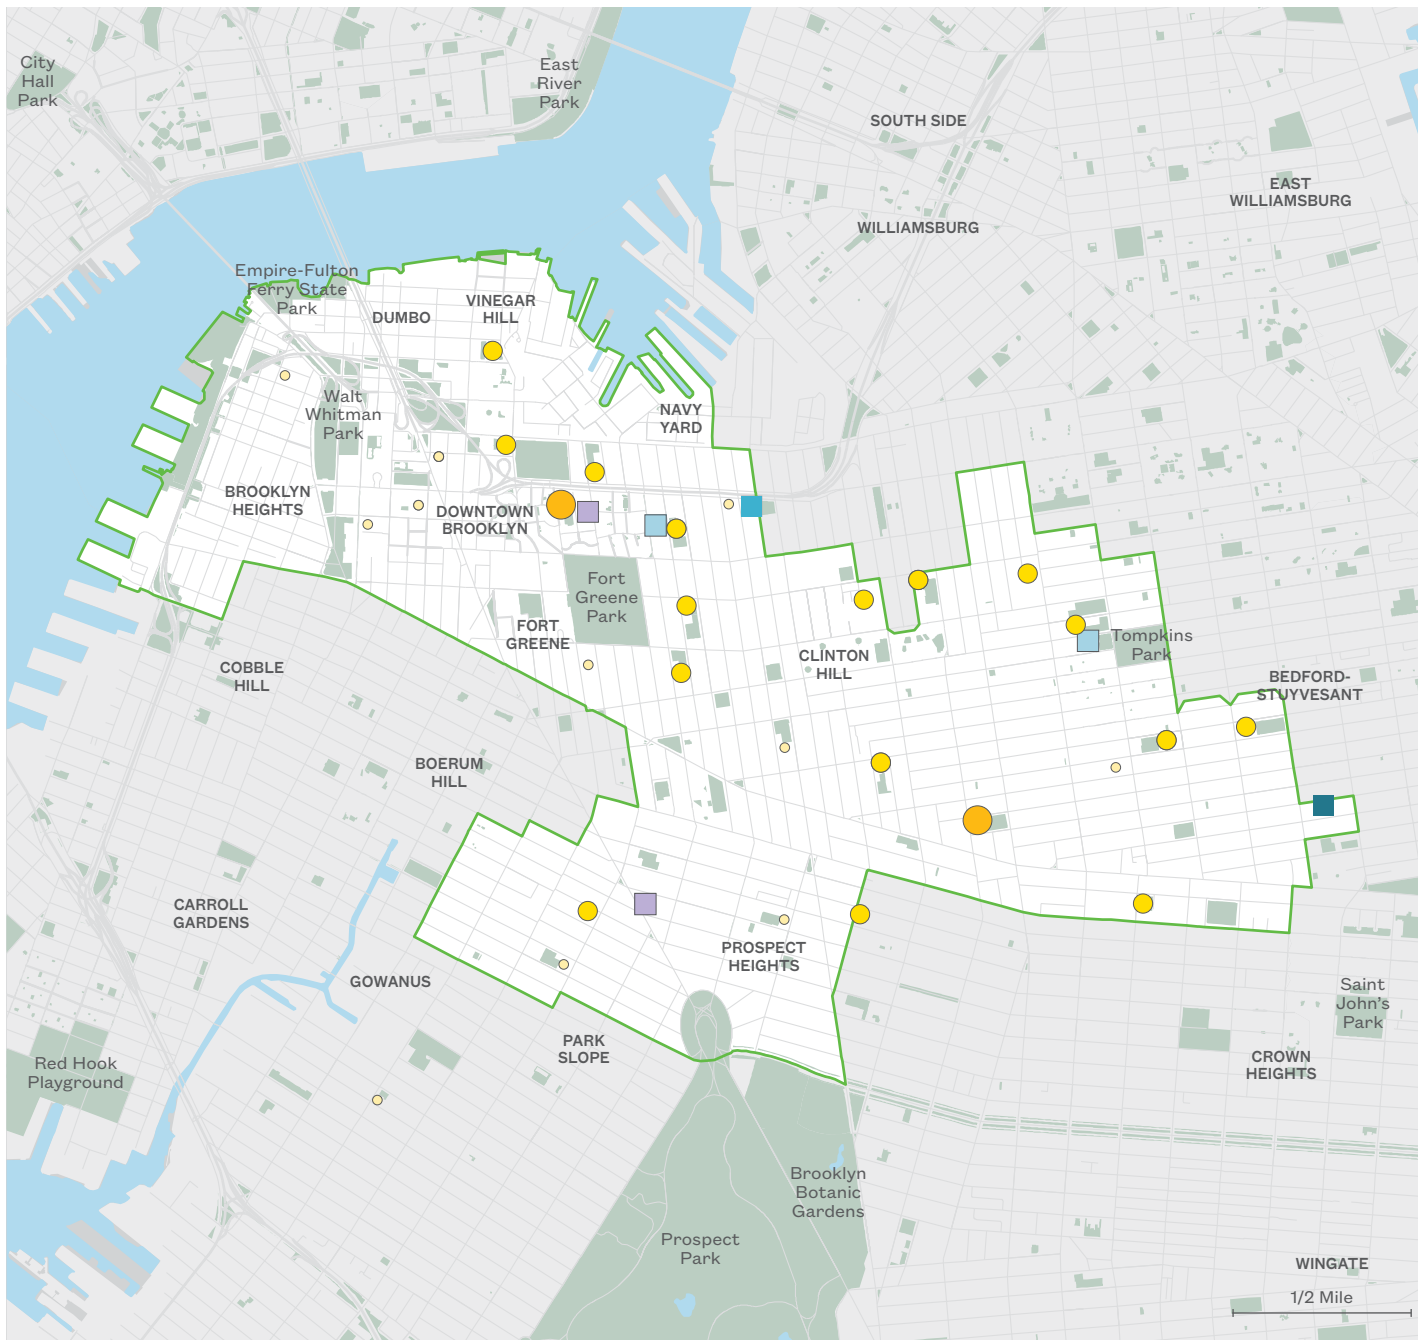 City
Hall
Park
East
River
Park
SOUTH SIDE
EAST
WILLIAMSBURG
WILLIAMSBURG
Empire-Fulton
Ferry State
Park
DUMBO
VINEGAR
HILL
Walt
Whitman
Park
NAVY
YARD
BROOKLYN
HEIGHTS
DOWNTOWN
BROOKLYN
Fort
Greene
Park
FORT
GREENE
CLINTON
HILL
Tompkins
Park
COBBLE
HILL
BEDFORD-
STUYVESANT
BOERUM
HILL
CARROLL
GARDENS
PROSPECT
HEIGHTS
GOWANUS
Saint
John's
Park
PARK
SLOPE
Red Hook
Playground
CROWN
HEIGHTS
Brooklyn
Botanic
Gardens
Prospect
Park
WINGATE
1/2 Mile